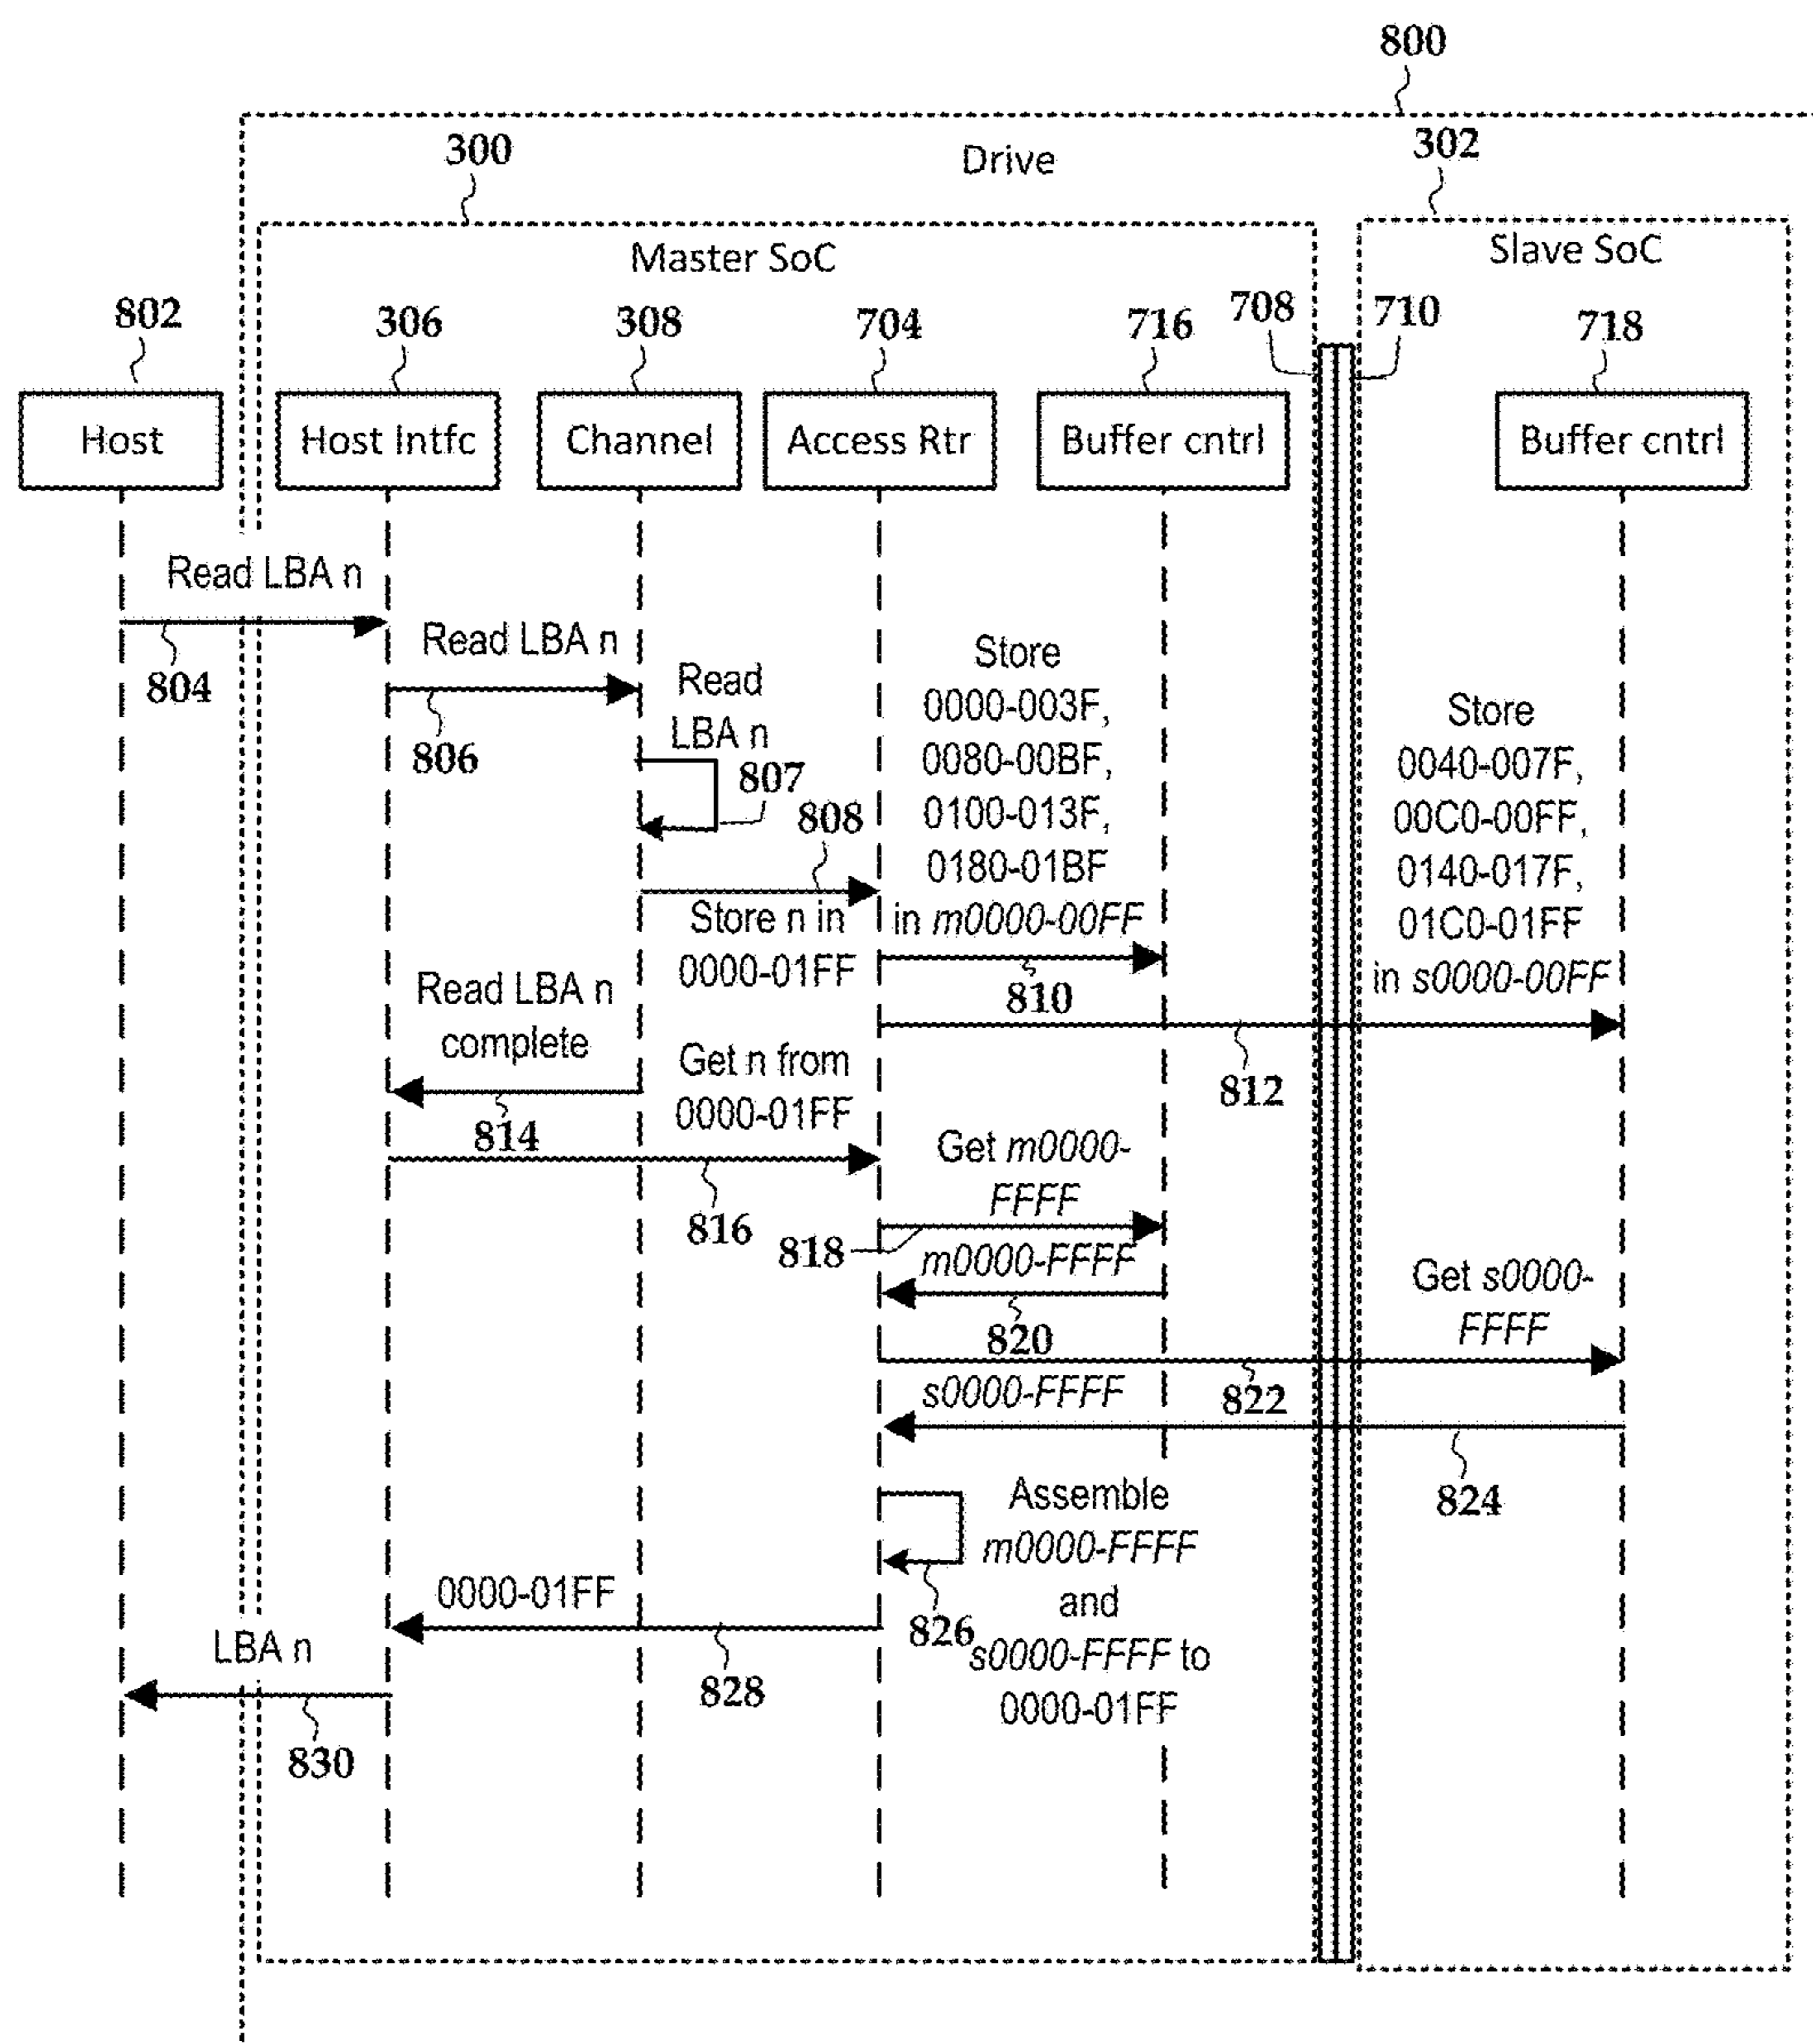 800
300
Drive
302
Master SoC
Slave SoC
802
306
308
704
716
708
710
718
Host
Host Intfc
Channel
Access Rtr
Buffer cntrl
Buffer cntrl
Read LBA n
804
Read LBA n
806
Read
LBA n
807
808
Store n in
0000-01FF
Store
0000-003F,
0080-00BF,
0100-013F,
0180-01BF
in m0000-00FF
810
Store
0040-007F,
00C0-00FF,
0140-017F,
01C0-01FF
in s0000-00FF
812
Read LBA n
complete
814
Get n from
0000-01FF
816
Get m0000-
FFFF
818
m0000-FFFF
820
Get s0000-
FFFF
822
s0000-FFFF
824
Assemble
m0000-FFFF
and
s0000-FFFF to
0000-01FF
826
0000-01FF
828
LBA n
830